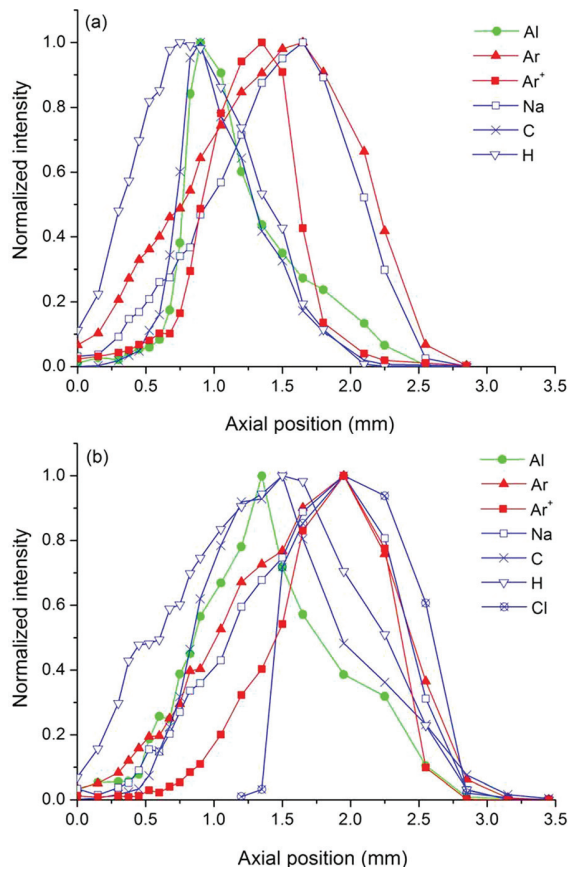 (a)
Al
Ar
Ar⁺
Na
C
H
Normalized intensity
1.0
0.8
0.6
0.4
0.2
0.0
0.0 0.5 1.0 1.5 2.0 2.5 3.0 3.5
Axial position (mm)
(b)
Al
Ar
Ar⁺
Na
C
H
Cl
Normalized intensity
1.0
0.8
0.6
0.4
0.2
0.0
0.0 0.5 1.0 1.5 2.0 2.5 3.0 3.5
Axial position (mm)